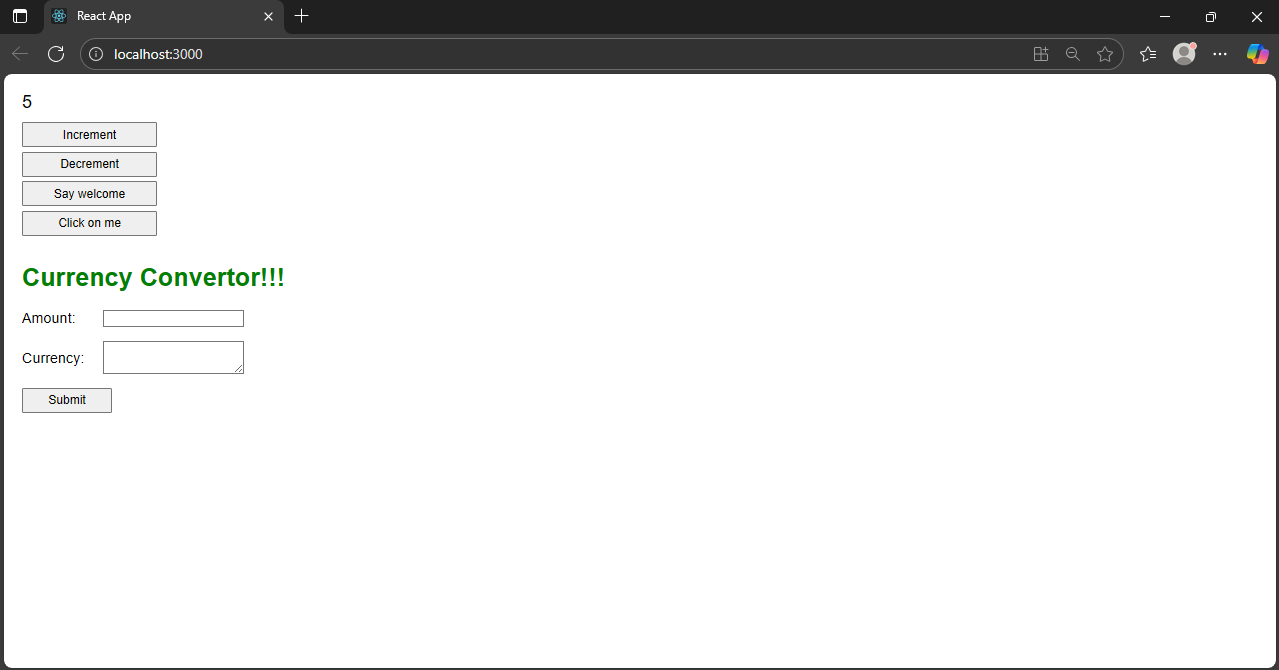 React App
localhost:3000
5
Increment
Decrement
Say welcome
Click on me
Currency Convertor!!!
Amount:
Currency:
Submit